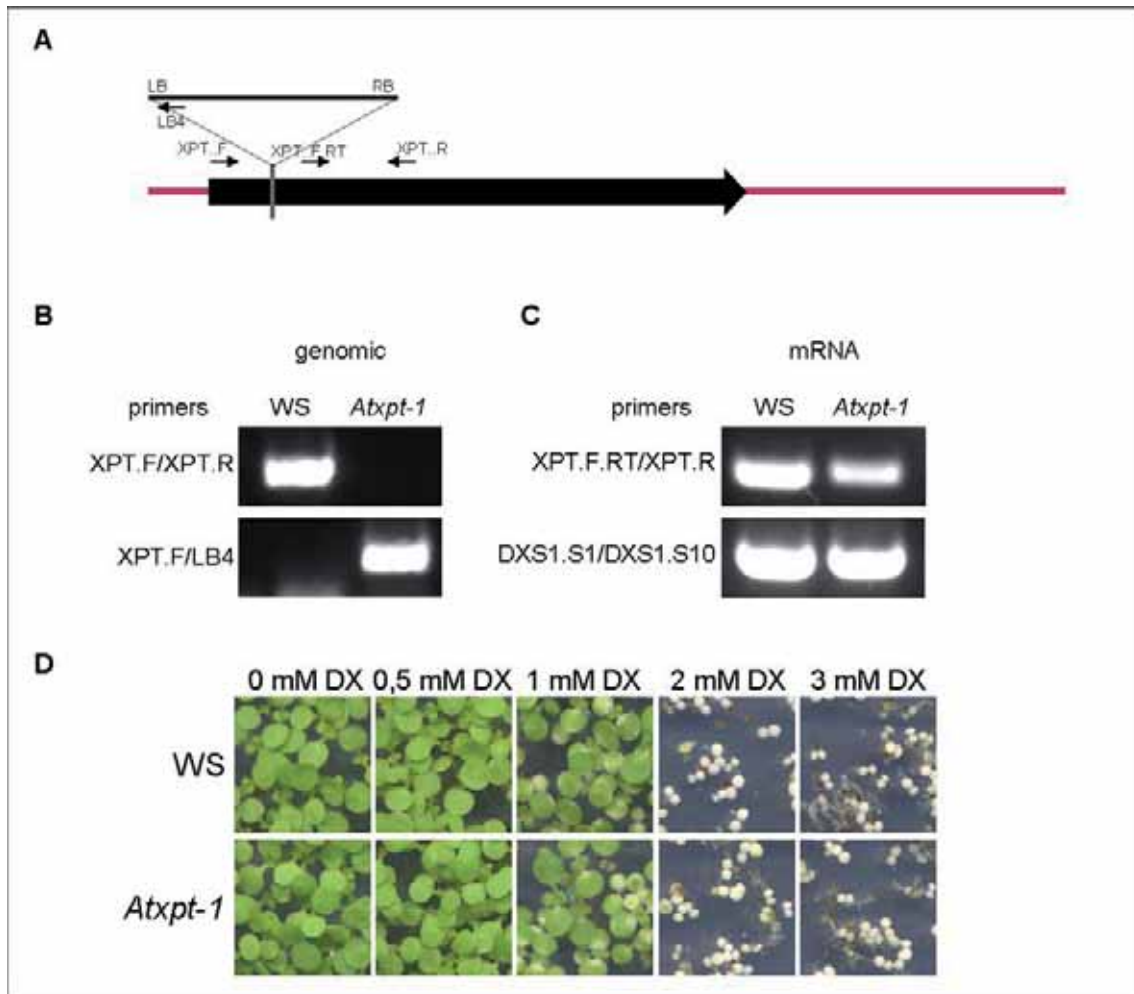 A
LB RB
LB4
XPT..F XPT..F.RT XPT..R
B
genomic
primers WS Atxpt-1
XPT.F/XPT.R
XPT.F/LB4
C
mRNA
primers WS Atxpt-1
XPT.F.RT/XPT.R
DXS1.S1/DXS1.S10
D
0 mM DX 0,5 mM DX 1 mM DX 2 mM DX 3 mM DX
WS
Atxpt-1